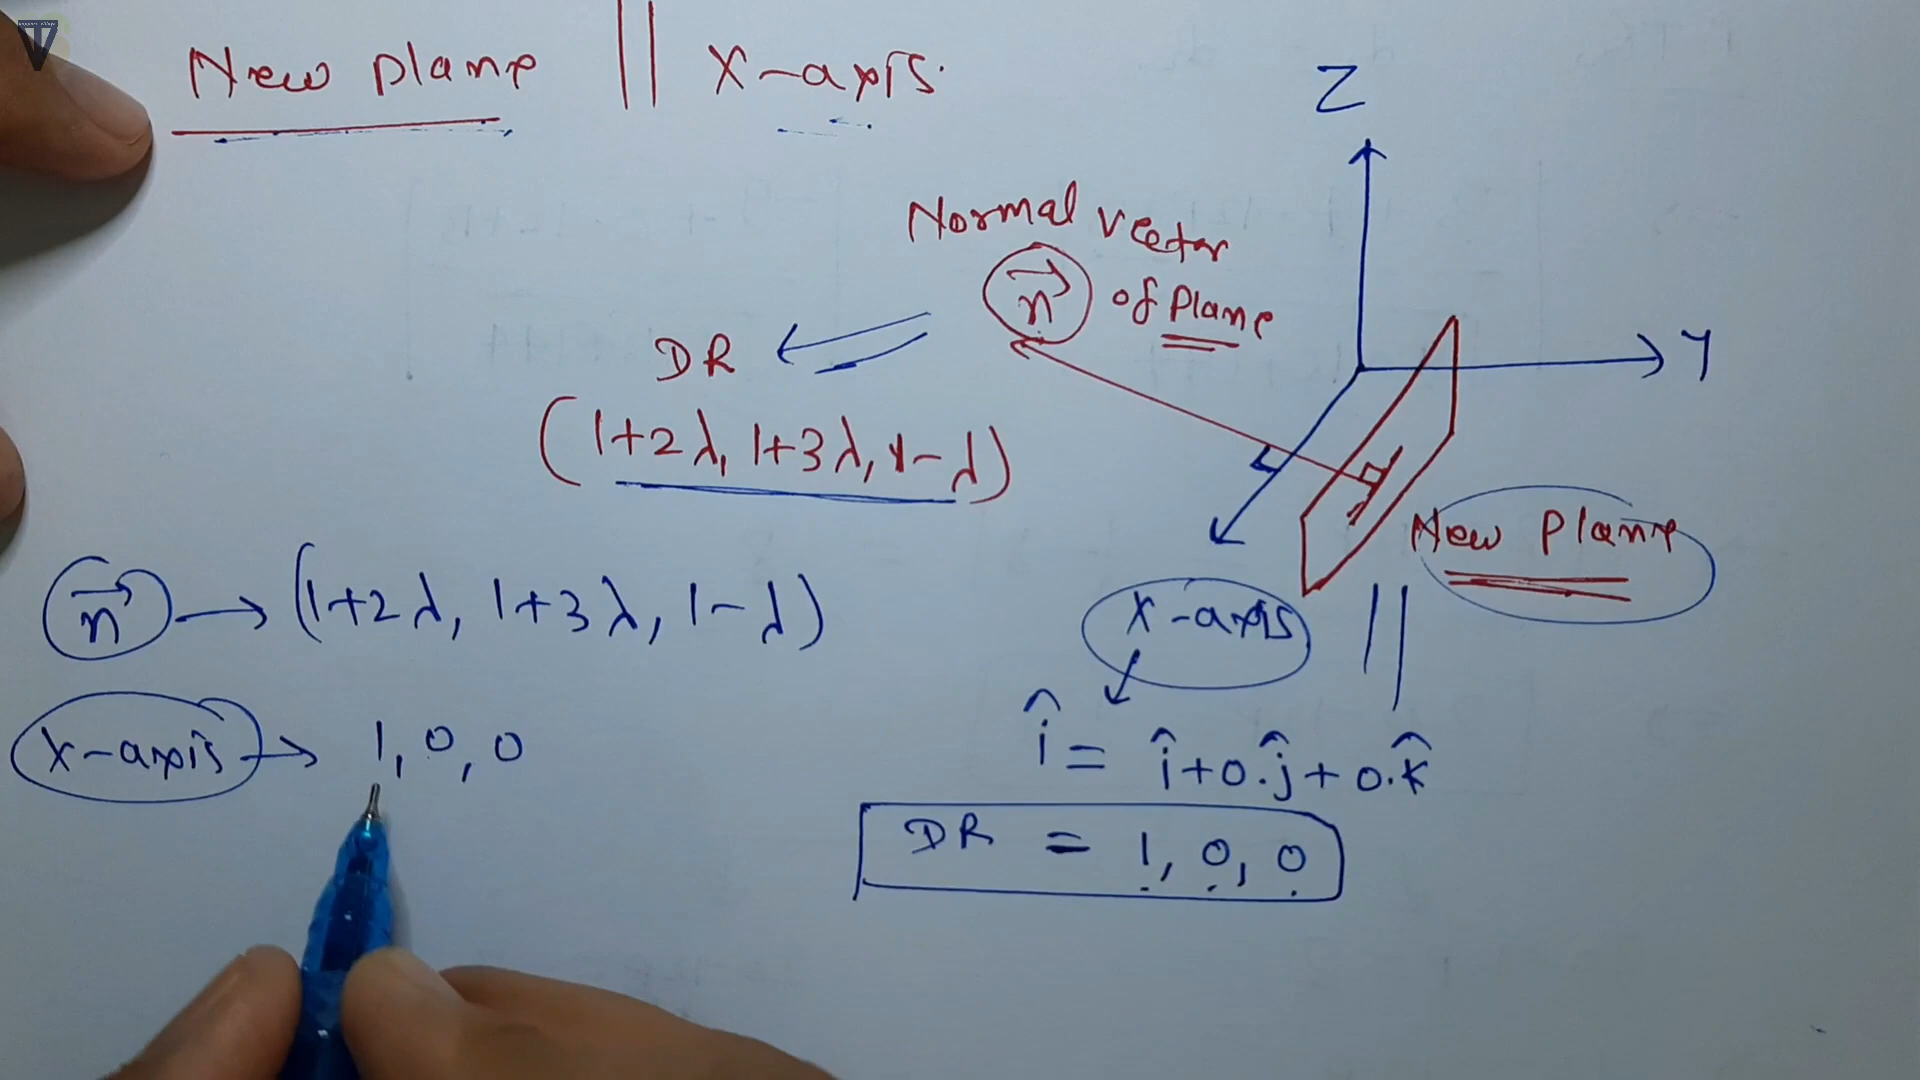 New plane || X-axis.
Z
Normal vector
n⃗ of Plane
DR
Y
(1+2λ, 1+3λ, 1-λ)
New Plane
n⃗ → (1+2λ, 1+3λ, 1-λ)
X-axis ||
X-axis → 1, 0, 0
î = î+0.ĵ+0.k̂
DR = 1, 0, 0